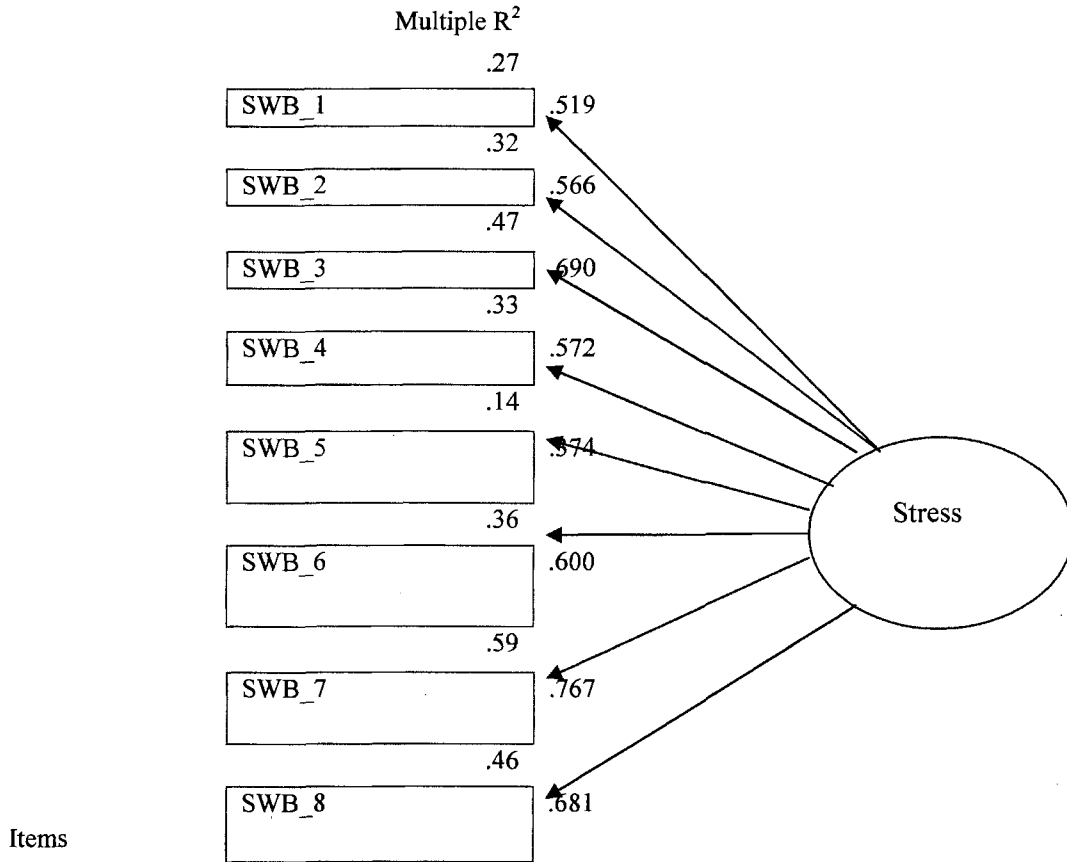 Multiple R²
.27
SWB_1 .519
.32
SWB_2 .566
.47
SWB_3 .690
.33
SWB_4 .572
.14
SWB_5 .374
.36
SWB_6 .600
.59
SWB_7 .767
.46
SWB_8 .681
Stress
Items